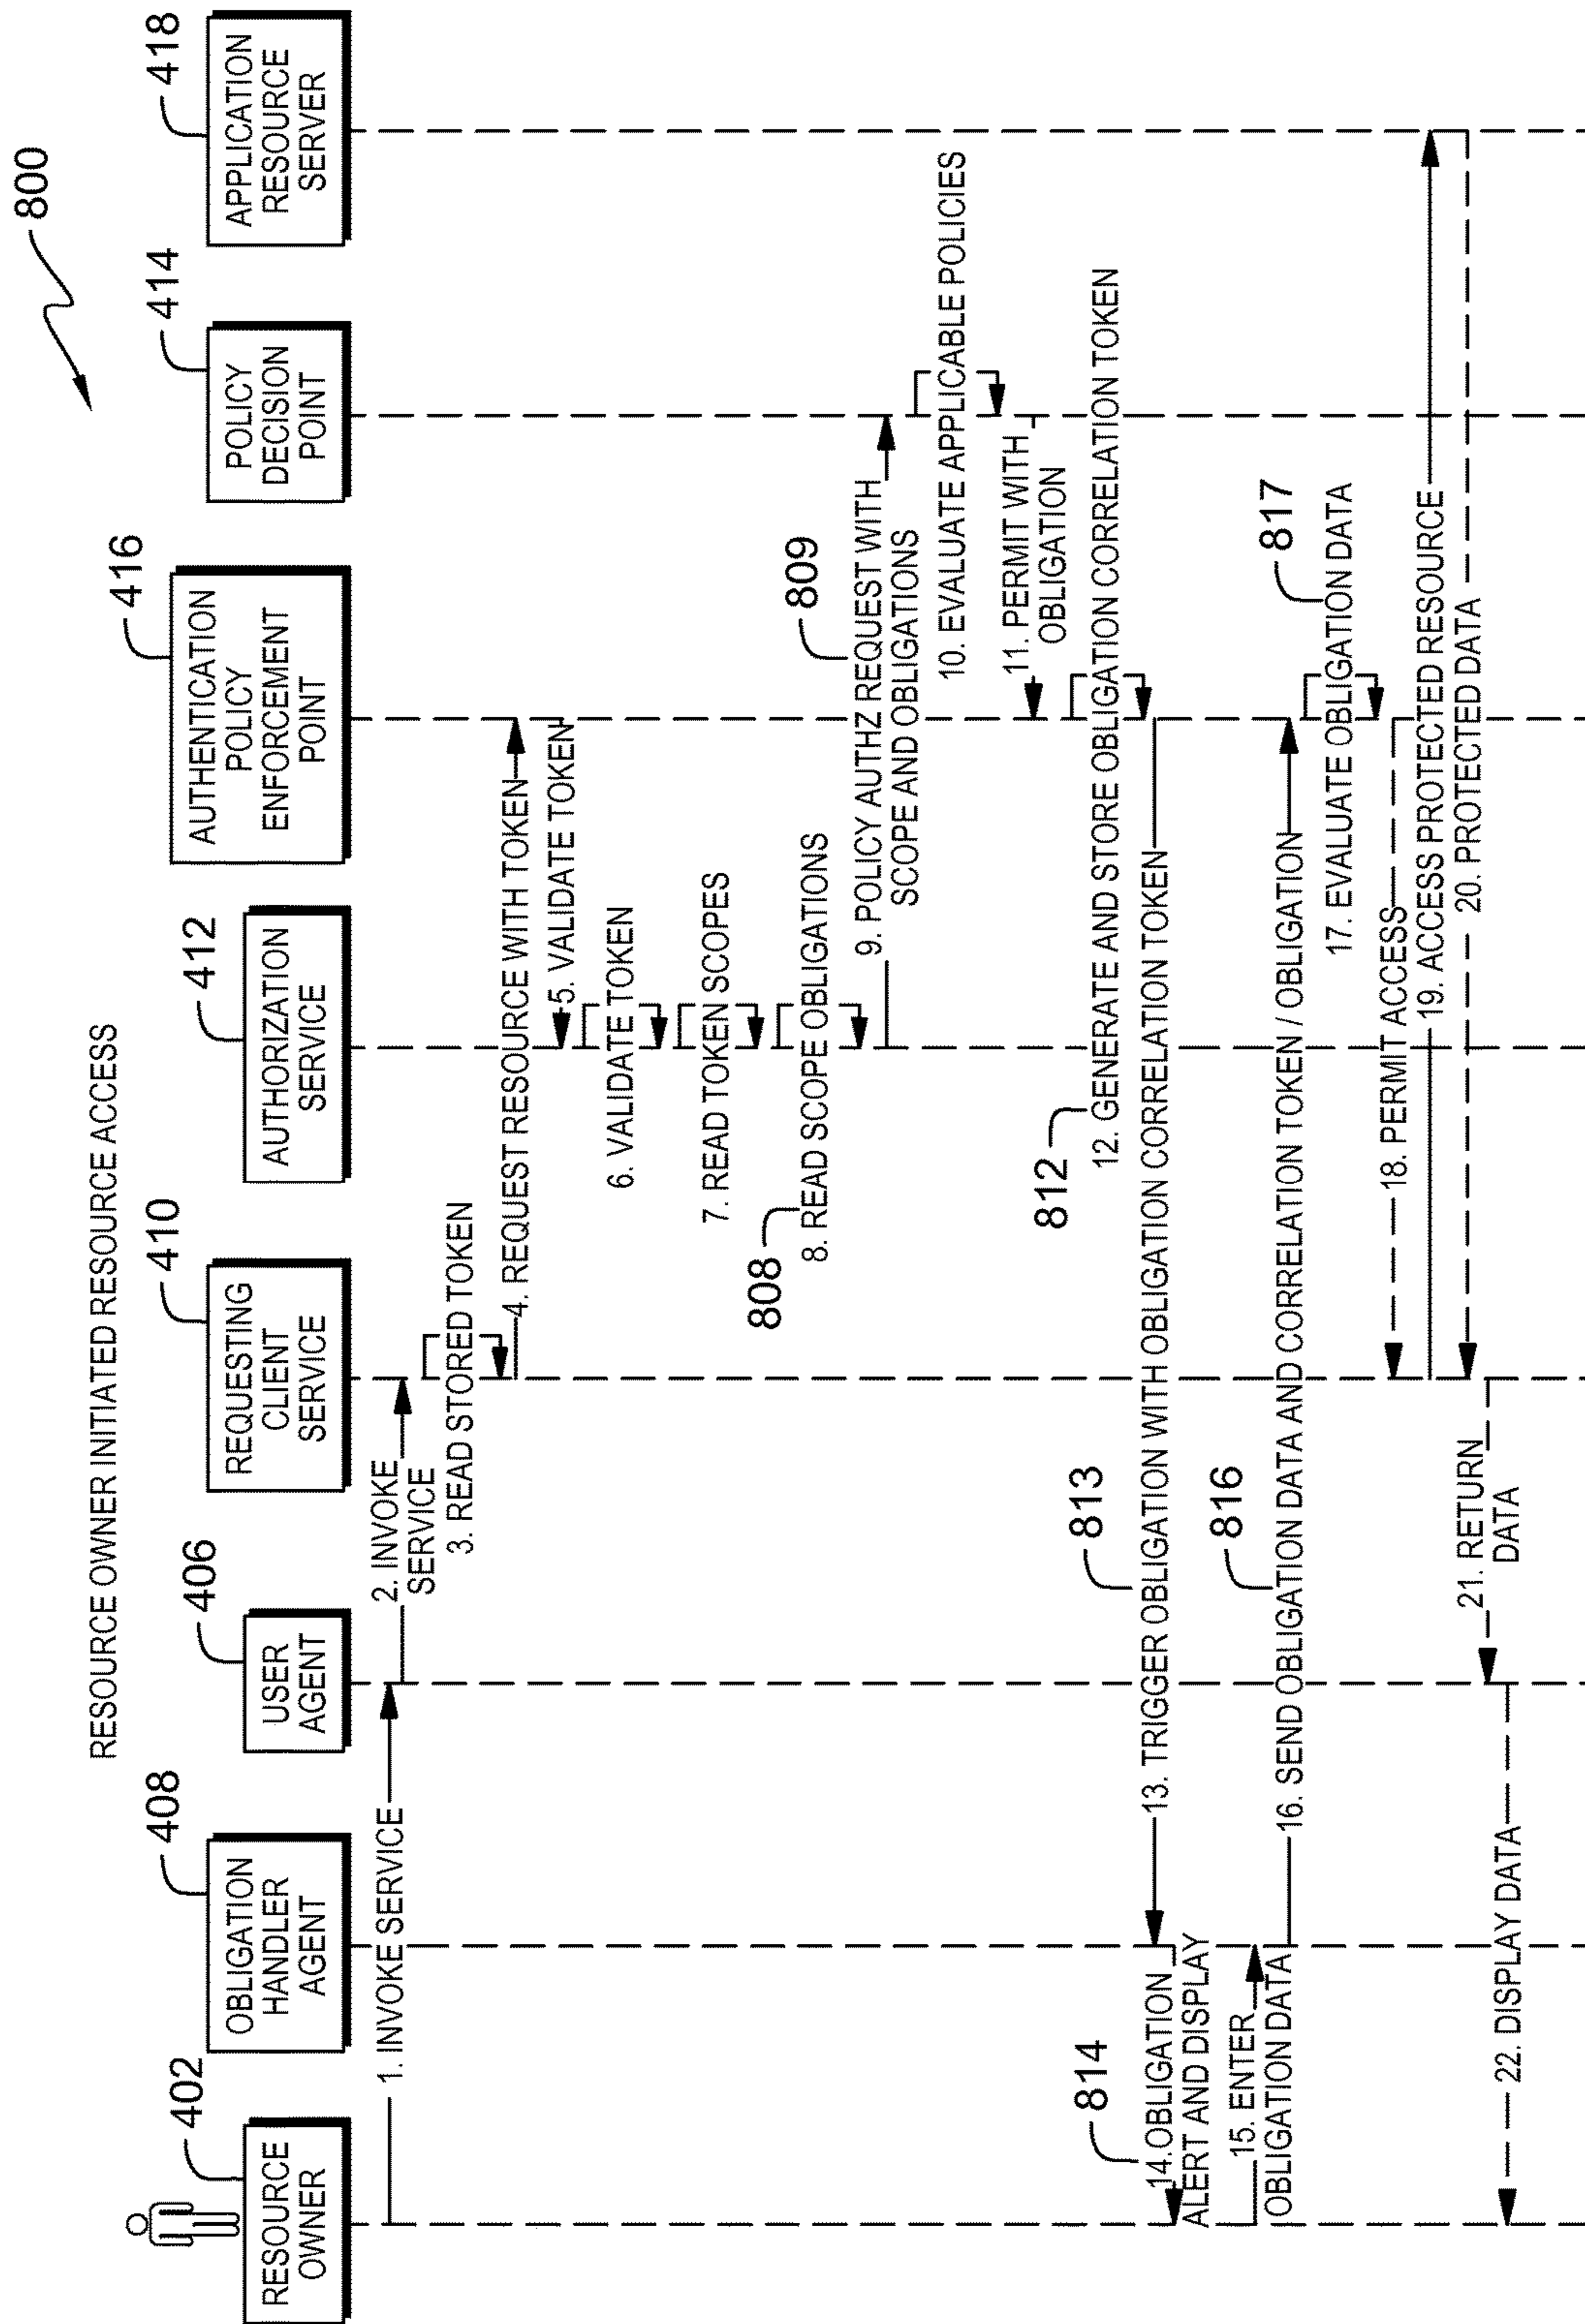 RESOURCE OWNER INITIATED RESOURCE ACCESS
800
402
RESOURCE
OWNER
408
OBLIGATION
HANDLER
AGENT
406
USER
AGENT
410
REQUESTING
CLIENT
SERVICE
412
AUTHORIZATION
SERVICE
416
AUTHENTICATION
POLICY
ENFORCEMENT
POINT
414
POLICY
DECISION
POINT
418
APPLICATION
RESOURCE
SERVER
1. INVOKE SERVICE
2. INVOKE
SERVICE
3. READ STORED TOKEN
4. REQUEST RESOURCE WITH TOKEN
5. VALIDATE TOKEN
6. VALIDATE TOKEN
7. READ TOKEN SCOPES
808
8. READ SCOPE OBLIGATIONS
809
9. POLICY AUTHZ REQUEST WITH
SCOPE AND OBLIGATIONS
10. EVALUATE APPLICABLE POLICIES
11. PERMIT WITH
OBLIGATION
812
12. GENERATE AND STORE OBLIGATION CORRELATION TOKEN
813
13. TRIGGER OBLIGATION WITH OBLIGATION CORRELATION TOKEN
814
14. OBLIGATION
ALERT AND DISPLAY
15. ENTER
OBLIGATION DATA
816
16. SEND OBLIGATION DATA AND CORRELATION TOKEN / OBLIGATION
817
17. EVALUATE OBLIGATION DATA
18. PERMIT ACCESS
19. ACCESS PROTECTED RESOURCE
20. PROTECTED DATA
21. RETURN
DATA
22. DISPLAY DATA